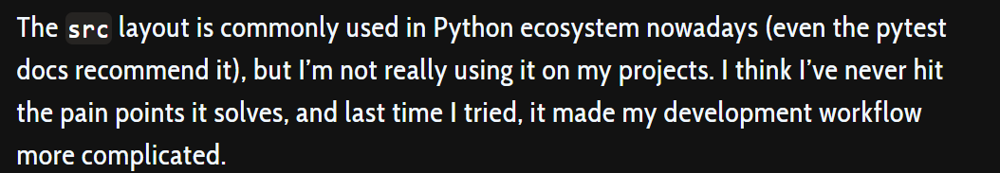 The src layout is commonly used in Python ecosystem nowadays (even the pytest
docs recommend it), but I’m not really using it on my projects. I think I’ve never hit
the pain points it solves, and last time I tried, it made my development workflow
more complicated.